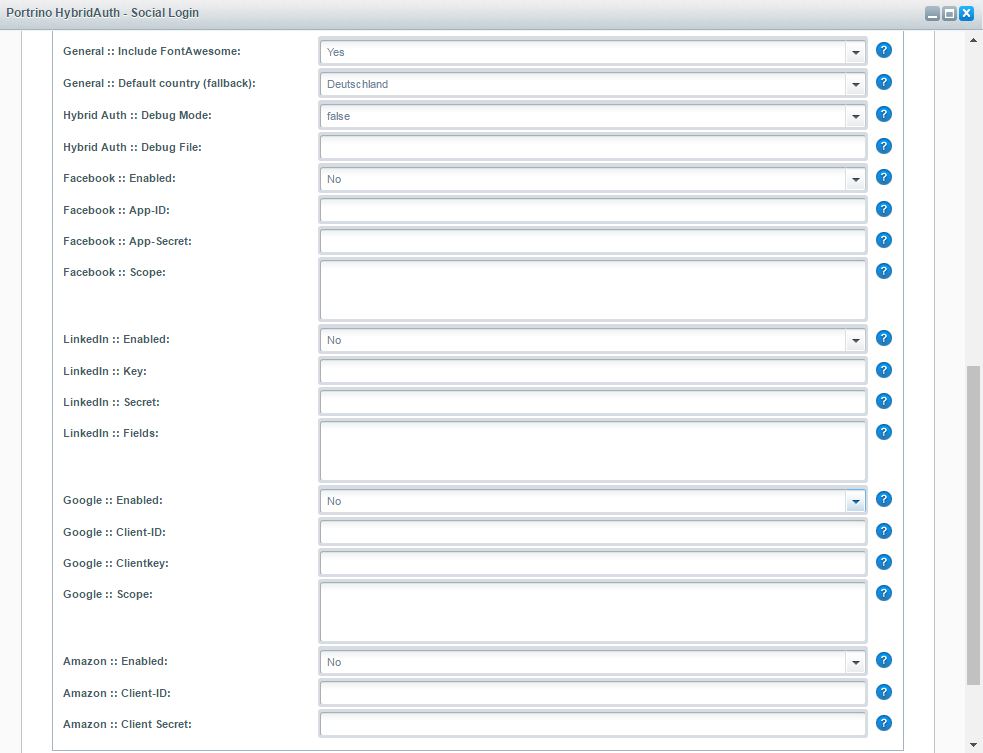 Portrino HybridAuth - Social Login
General :: Include FontAwesome: Yes ?
General :: Default country (fallback): Deutschland ?
Hybrid Auth :: Debug Mode: false ?
Hybrid Auth :: Debug File: ?
Facebook :: Enabled: No ?
Facebook :: App-ID: ?
Facebook :: App-Secret: ?
Facebook :: Scope: ?
LinkedIn :: Enabled: No ?
LinkedIn :: Key: ?
LinkedIn :: Secret: ?
LinkedIn :: Fields: ?
Google :: Enabled: No ?
Google :: Client-ID: ?
Google :: Clientkey: ?
Google :: Scope: ?
Amazon :: Enabled: No ?
Amazon :: Client-ID: ?
Amazon :: Client Secret: ?